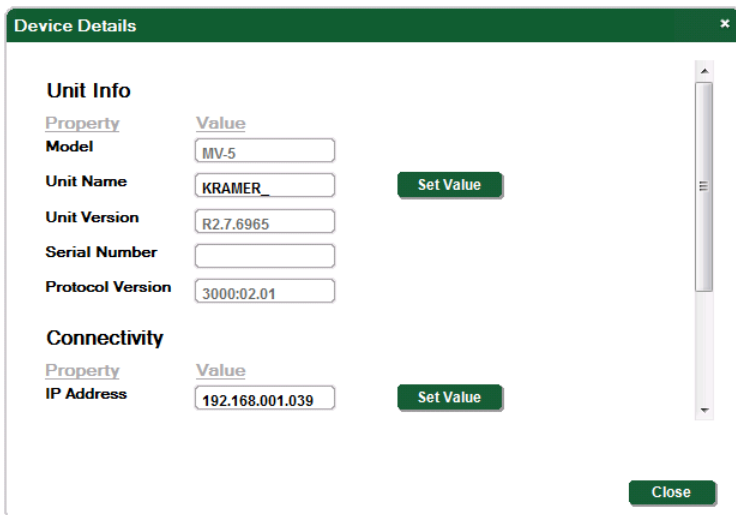 Device Details ×
Unit Info
Property Value
Model MV-5
Unit Name KRAMER_ Set Value
Unit Version R2.7.6965
Serial Number
Protocol Version 3000:02.01
Connectivity
Property Value
IP Address 192.168.001.039 Set Value
Close